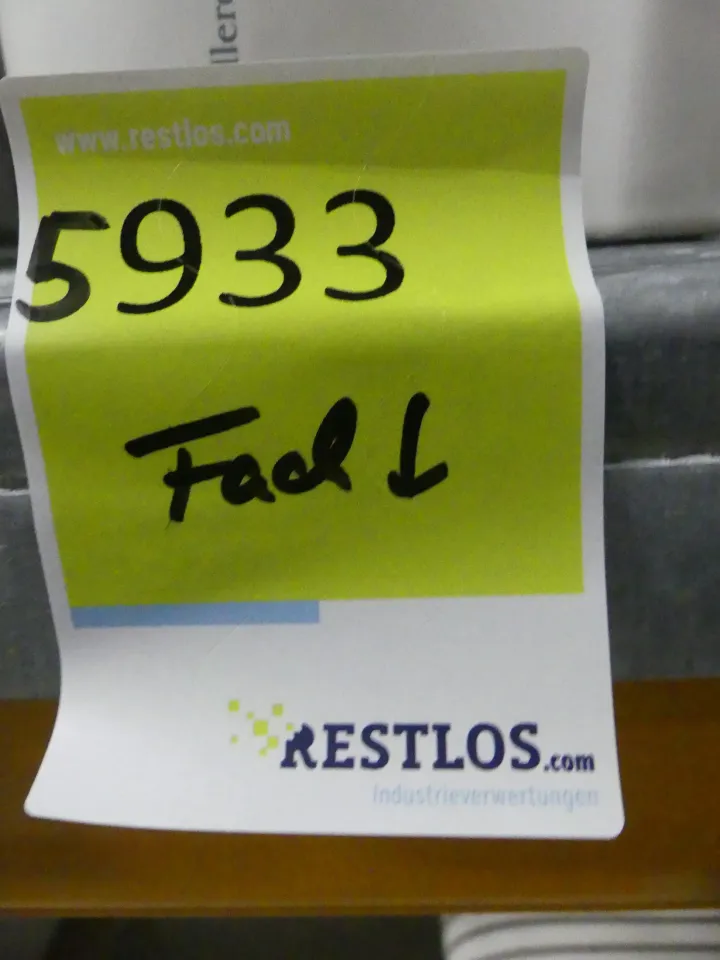 www.restlos.com
5933
Fach ↓
RESTLOS.com
Industrieverwertungen